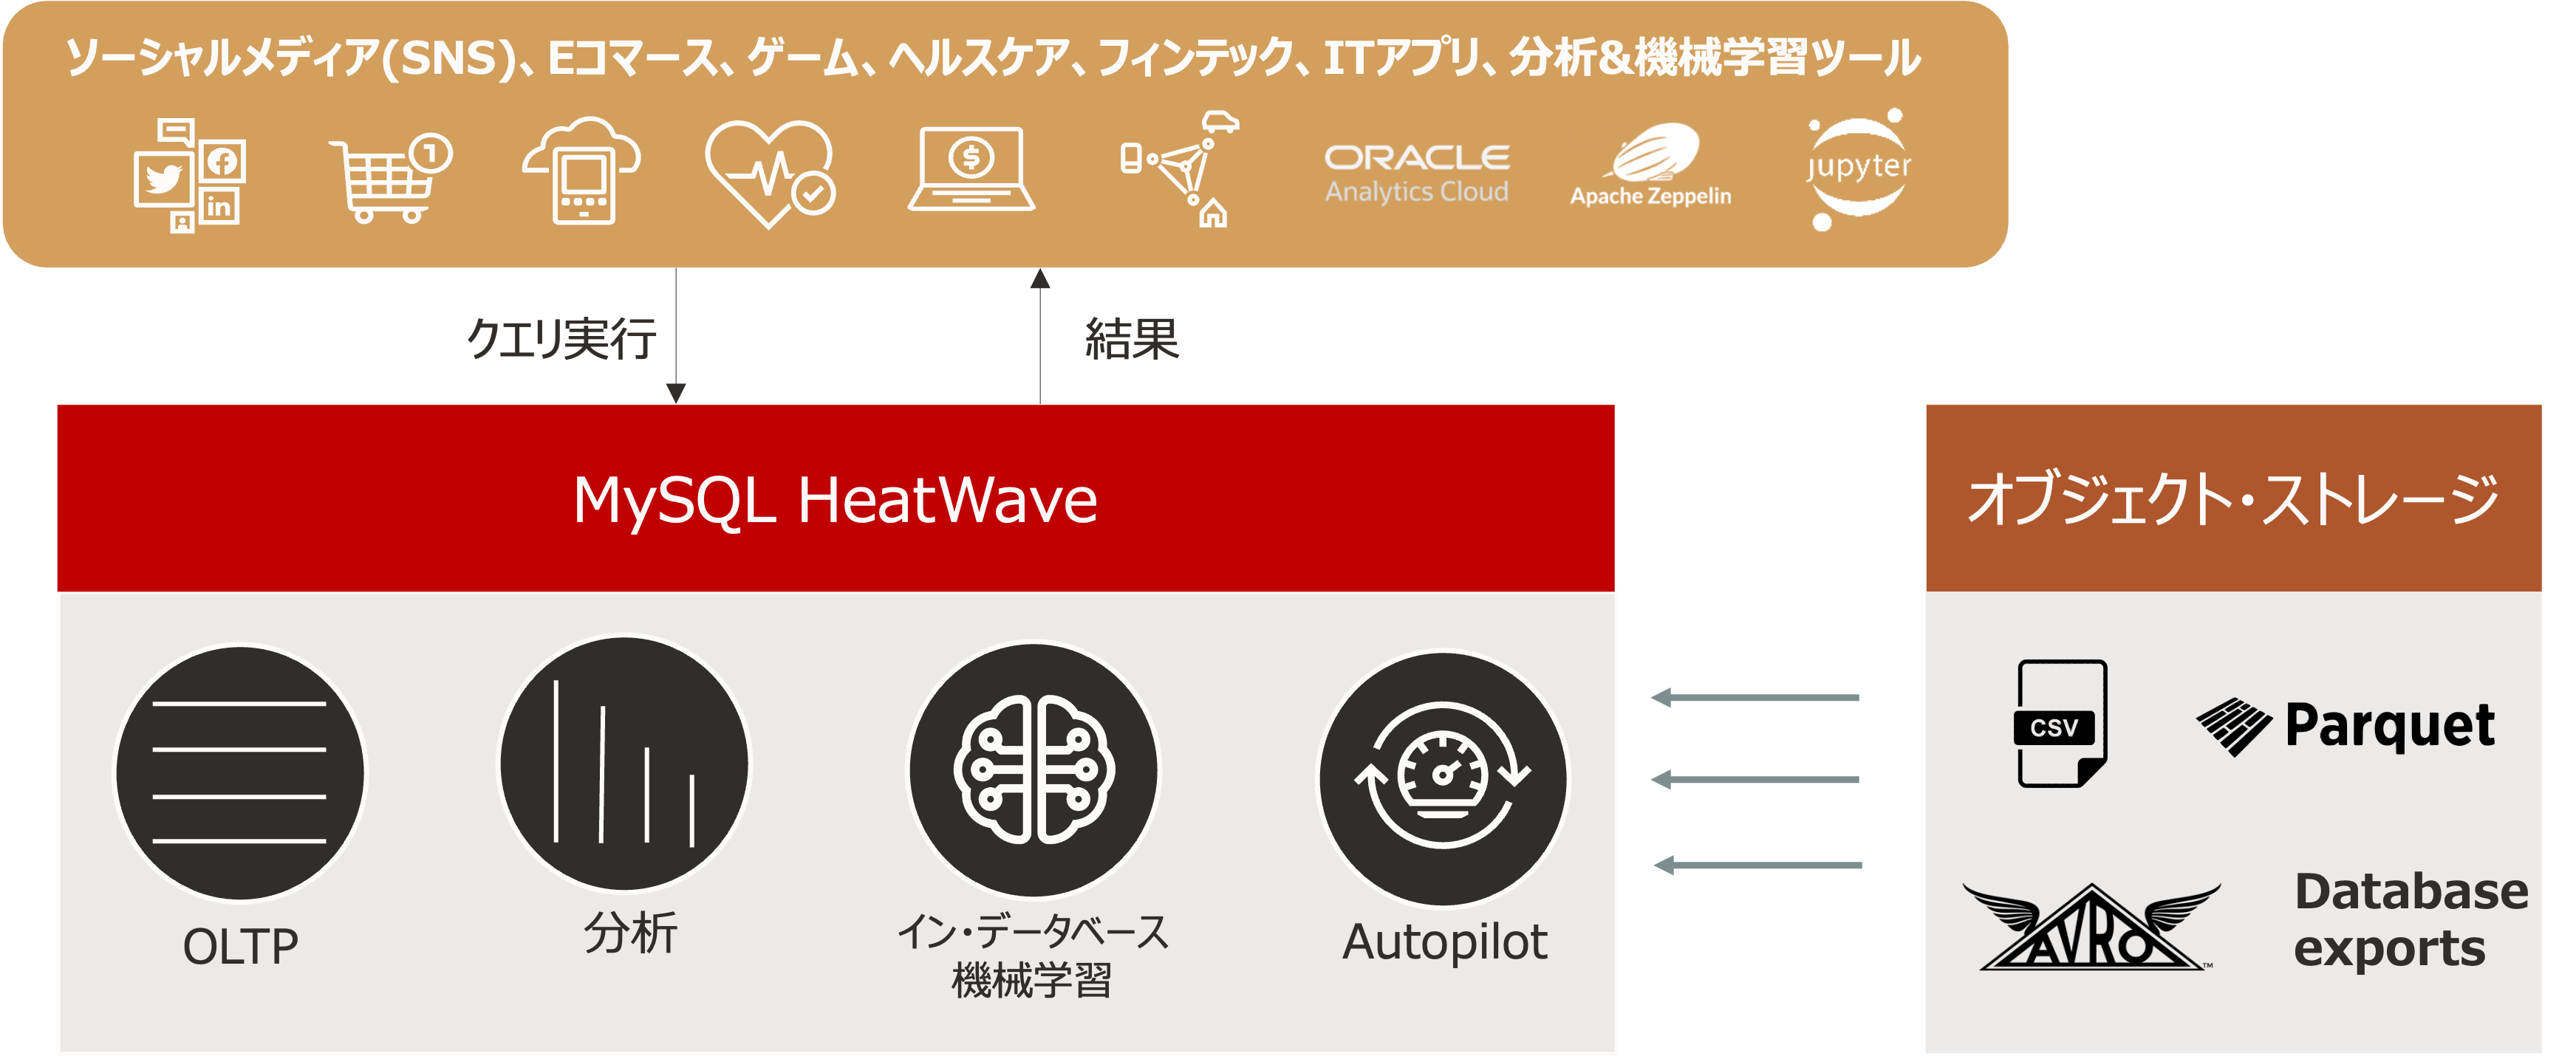 ソーシャルメディア(SNS)、Eコマース、ゲーム、ヘルスケア、フィンテック、ITアプリ、分析&機械学習ツール
1
in
$
ORACLE
Analytics Cloud
Apache Zeppelin
jupyter
クエリ実行
結果
MySQL HeatWave
オブジェクト・ストレージ
OLTP
分析
イン・データベース
機械学習
Autopilot
CSV
Parquet
AVRO™
Database
exports